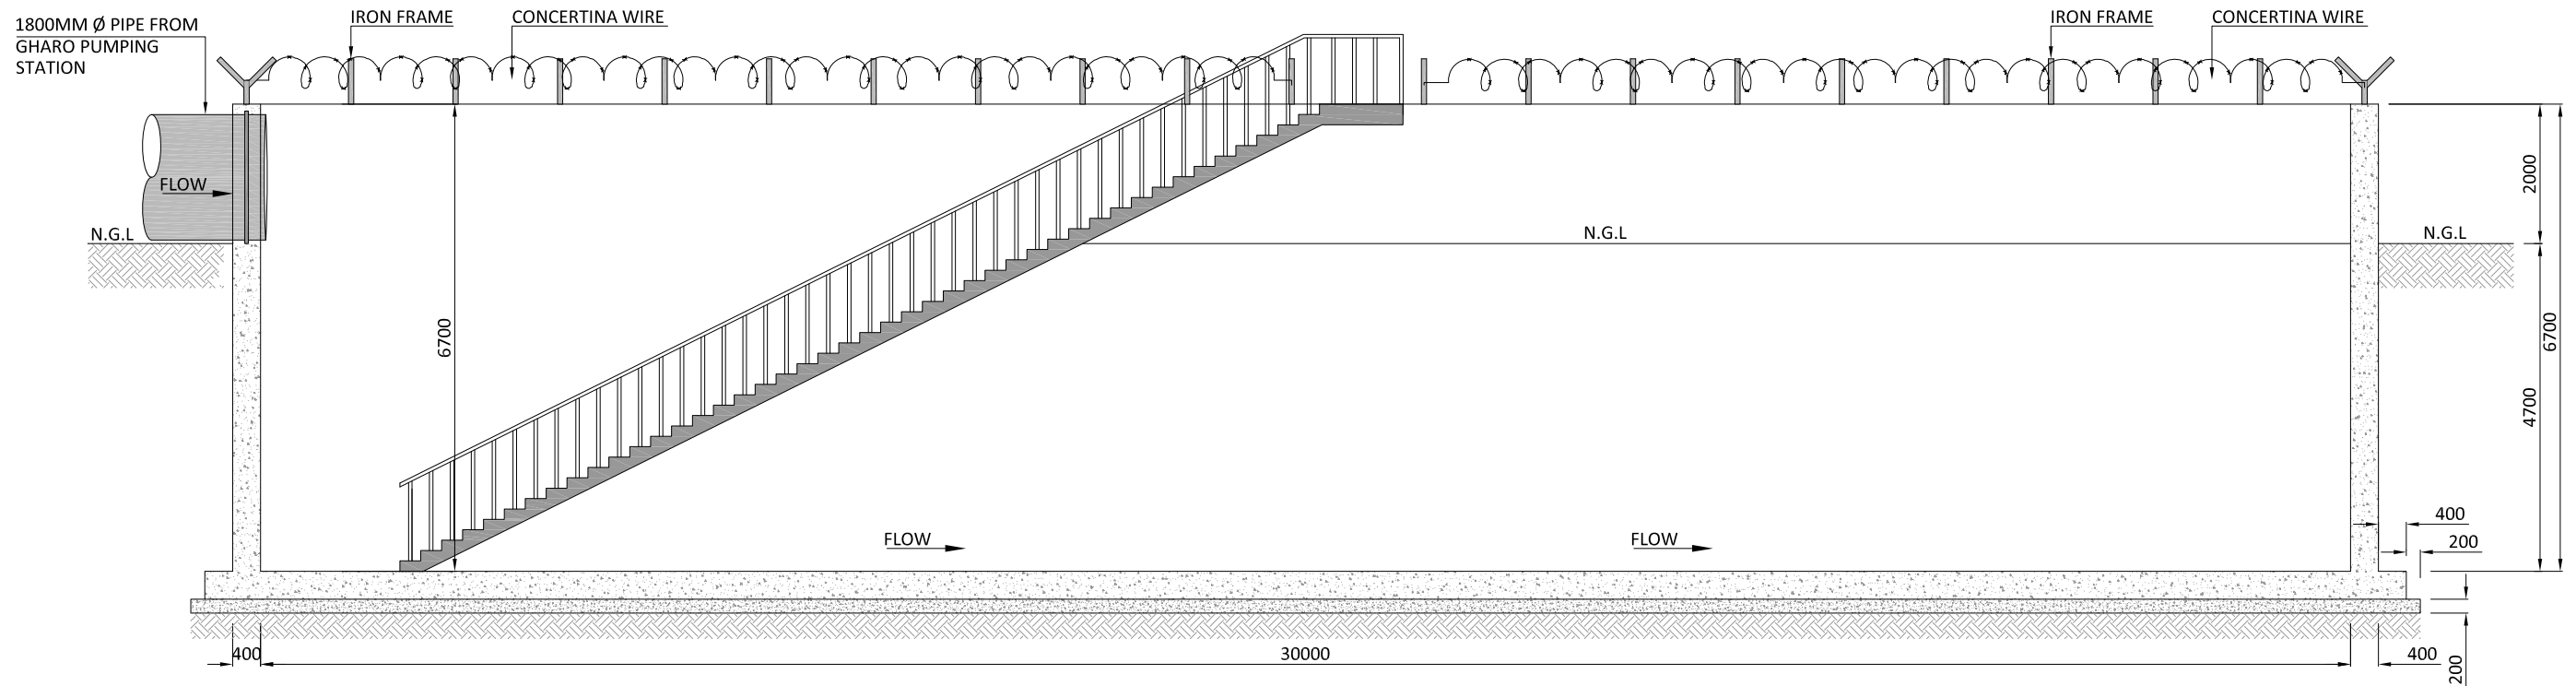 1800MM Ø PIPE FROM
GHARO PUMPING
STATION
IRON FRAME
CONCERTINA WIRE
IRON FRAME
CONCERTINA WIRE
FLOW
N.G.L
N.G.L
N.G.L
2000
6700
6700
4700
FLOW
FLOW
400
200
400
30000
400
200